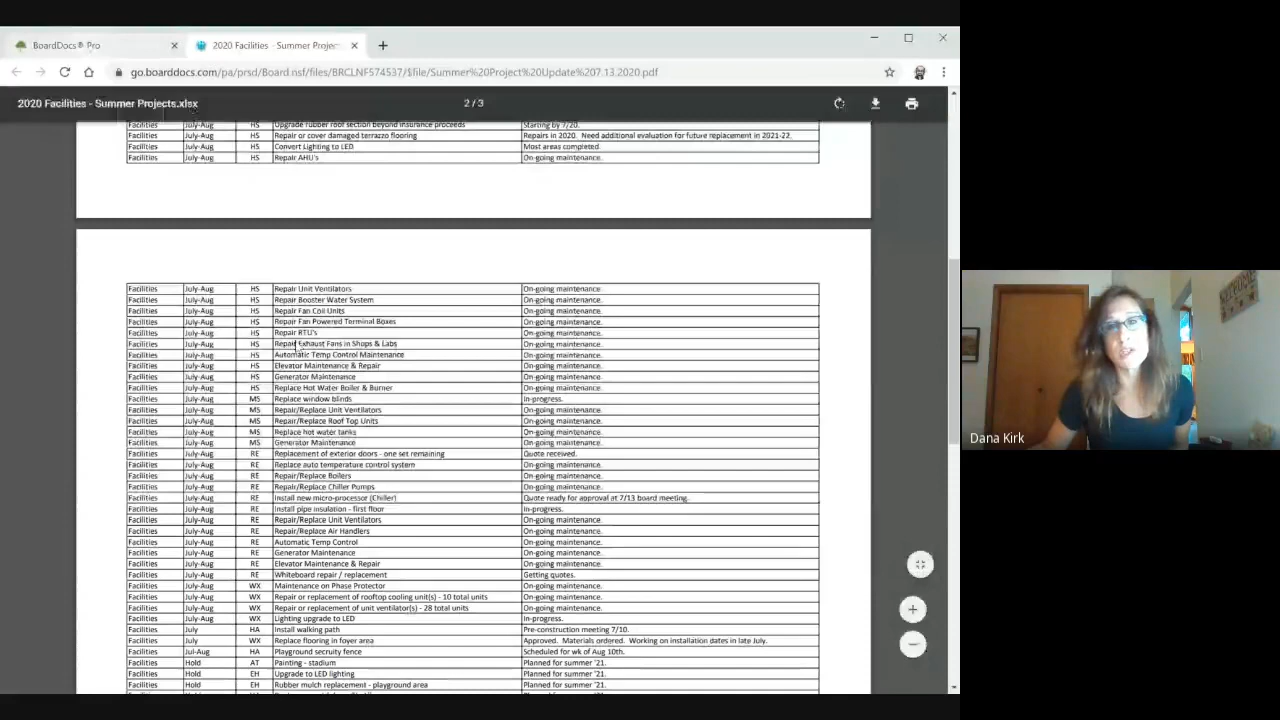 BoardDocs® Pro
2020 Facilities - Summer Project
go.boarddocs.com/pa/prsd/Board.nsf/files/BRCLNF574537/$file/Summer%20Project%20Update%207.13.2020.pdf
2020 Facilities - Summer Projects.xlsx 2 / 3
Facilities July-Aug HS Upgrade rubber roof section beyond insurance proceeds Starting by 7/20.
Facilities July-Aug HS Repair or cover damaged terrazzo flooring Repairs in 2020. Need additional evaluation for future replacement in 2021-22.
Facilities July-Aug HS Convert Lighting to LED Most areas completed.
Facilities July-Aug HS Repair AHU's On-going maintenance.
Facilities July-Aug HS Repair Unit Ventilators On-going maintenance.
Facilities July-Aug HS Repair Booster Water System On-going maintenance.
Facilities July-Aug HS Repair Fan Coil Units On-going maintenance.
Facilities July-Aug HS Repair Fan Powered Terminal Boxes On-going maintenance.
Facilities July-Aug HS Repair RTU's On-going maintenance.
Facilities July-Aug HS Repair Exhaust Fans in Shops & Labs On-going maintenance.
Facilities July-Aug HS Automatic Temp Control Maintenance On-going maintenance.
Facilities July-Aug HS Elevator Maintenance & Repair On-going maintenance.
Facilities July-Aug HS Generator Maintenance On-going maintenance.
Facilities July-Aug HS Replace Hot Water Boiler & Burner On-going maintenance.
Facilities July-Aug MS Replace window blinds In-progress.
Facilities July-Aug MS Repair/Replace Unit Ventilators On-going maintenance.
Facilities July-Aug MS Repair/Replace Roof Top Units On-going maintenance.
Facilities July-Aug MS Replace hot water tanks On-going maintenance.
Facilities July-Aug MS Generator Maintenance On-going maintenance.
Facilities July-Aug RE Replacement of exterior doors - one set remaining Quote received.
Facilities July-Aug RE Replace auto temperature control system On-going maintenance.
Facilities July-Aug RE Repair/Replace Boilers On-going maintenance.
Facilities July-Aug RE Repair/Replace Chiller Pumps On-going maintenance.
Facilities July-Aug RE Install new micro-processor (Chiller) Quote ready for approval at 7/13 board meeting.
Facilities July-Aug RE Install pipe insulation - first floor In-progress.
Facilities July-Aug RE Repair/Replace Unit Ventilators On-going maintenance.
Facilities July-Aug RE Repair/Replace Air Handlers On-going maintenance.
Facilities July-Aug RE Automatic Temp Control On-going maintenance.
Facilities July-Aug RE Generator Maintenance On-going maintenance.
Facilities July-Aug RE Elevator Maintenance & Repair On-going maintenance.
Facilities July-Aug RE Whiteboard repair / replacement Getting quotes.
Facilities July-Aug WX Maintenance on Phase Protector On-going maintenance.
Facilities July-Aug WX Repair or replacement of rooftop cooling unit(s) - 10 total units On-going maintenance.
Facilities July-Aug WX Repair or replacement of unit ventilator(s) - 28 total units On-going maintenance.
Facilities July-Aug WX Lighting upgrade to LED In-progress.
Facilities July HA Install walking path Pre-construction meeting 7/10.
Facilities July WX Replace flooring in foyer area Approved. Materials ordered. Working on installation dates in late July.
Facilities Jul-Aug HA Playground secruity fence Scheduled for wk of Aug 10th.
Facilities Hold AT Painting - stadium Planned for summer '21.
Facilities Hold EH Upgrade to LED lighting Planned for summer '21.
Facilities Hold EH Rubber mulch replacement - playground area Planned for summer '21.
Dana Kirk